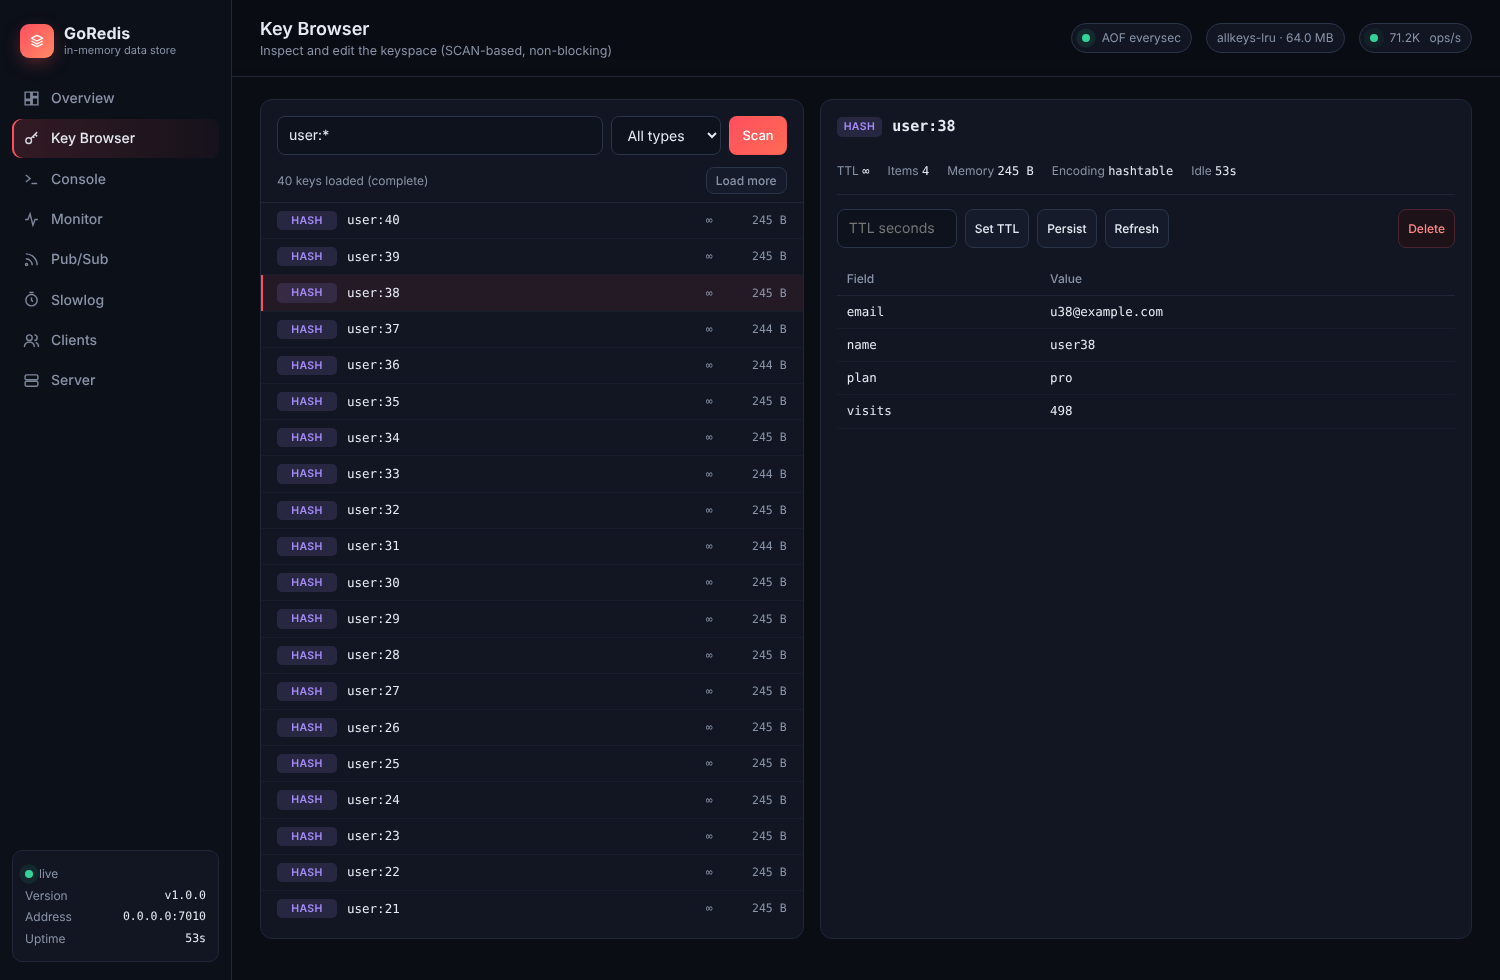 GoRedis
in-memory data store
Overview
Key Browser
Console
Monitor
Pub/Sub
Slowlog
Clients
Server
live
Version v1.0.0
Address 0.0.0.0:7010
Uptime 53s
Key Browser
Inspect and edit the keyspace (SCAN-based, non-blocking)
AOF everysec
allkeys-lru · 64.0 MB
71.2K ops/s
user:*
All types
Scan
40 keys loaded (complete)
Load more
HASH user:40 ∞ 245 B
HASH user:39 ∞ 245 B
HASH user:38 ∞ 245 B
HASH user:37 ∞ 244 B
HASH user:36 ∞ 244 B
HASH user:35 ∞ 245 B
HASH user:34 ∞ 245 B
HASH user:33 ∞ 244 B
HASH user:32 ∞ 245 B
HASH user:31 ∞ 244 B
HASH user:30 ∞ 245 B
HASH user:29 ∞ 245 B
HASH user:28 ∞ 245 B
HASH user:27 ∞ 245 B
HASH user:26 ∞ 245 B
HASH user:25 ∞ 245 B
HASH user:24 ∞ 245 B
HASH user:23 ∞ 245 B
HASH user:22 ∞ 245 B
HASH user:21 ∞ 245 B
HASH user:38
TTL ∞ Items 4 Memory 245 B Encoding hashtable Idle 53s
TTL seconds
Set TTL
Persist
Refresh
Delete
Field Value
email u38@example.com
name user38
plan pro
visits 498